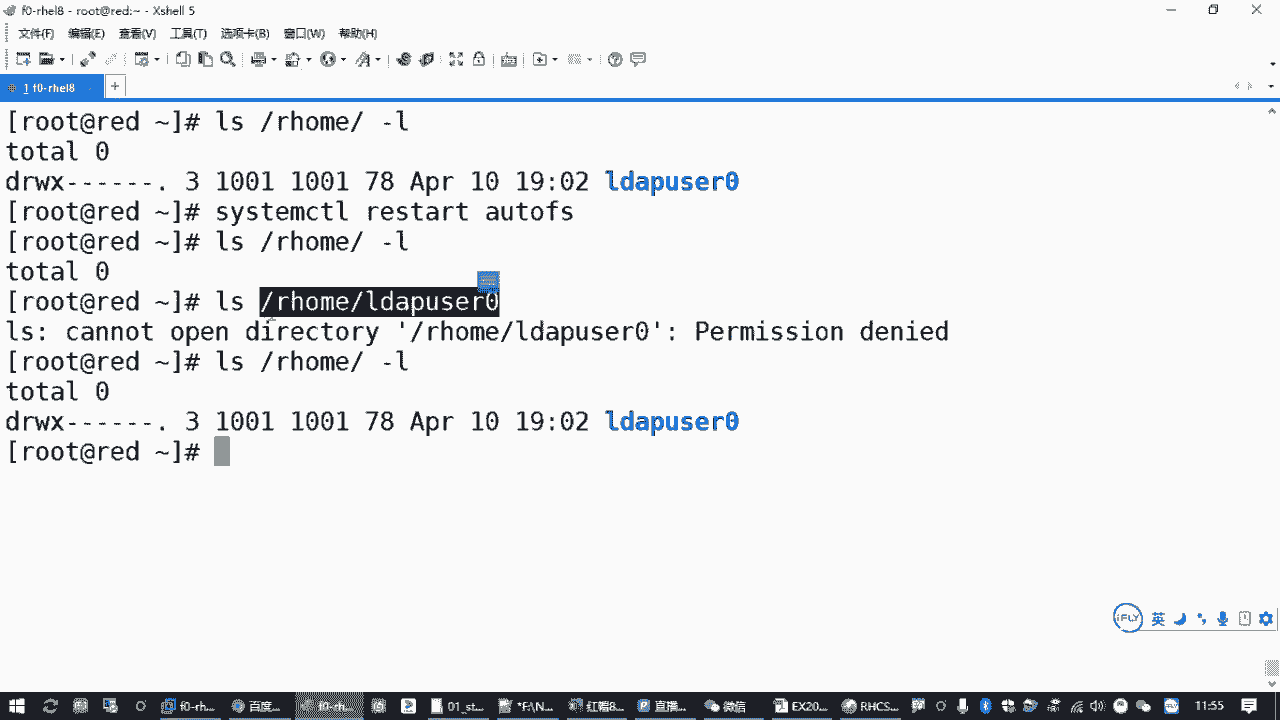 f0-rhel8 - root@red:~ - Xshell 5
文件(F) 编辑(E) 查看(V) 工具(T) 选项卡(B) 窗口(W) 帮助(H)
1 f0-rhel8
+
[root@red ~]# ls /rhome/ -l
total 0
drwx------. 3 1001 1001 78 Apr 10 19:02 ldapuser0
[root@red ~]# systemctl restart autofs
[root@red ~]# ls /rhome/ -l
total 0
[root@red ~]# ls /rhome/ldapuser0
ls: cannot open directory '/rhome/ldapuser0': Permission denied
[root@red ~]# ls /rhome/ -l
total 0
drwx------. 3 1001 1001 78 Apr 10 19:02 ldapuser0
[root@red ~]#
iFLY 英
f0-rh... 百度... f0-rh... 01_st... 红帽8... 直播... 微信 EX20... RHCS... 11:55